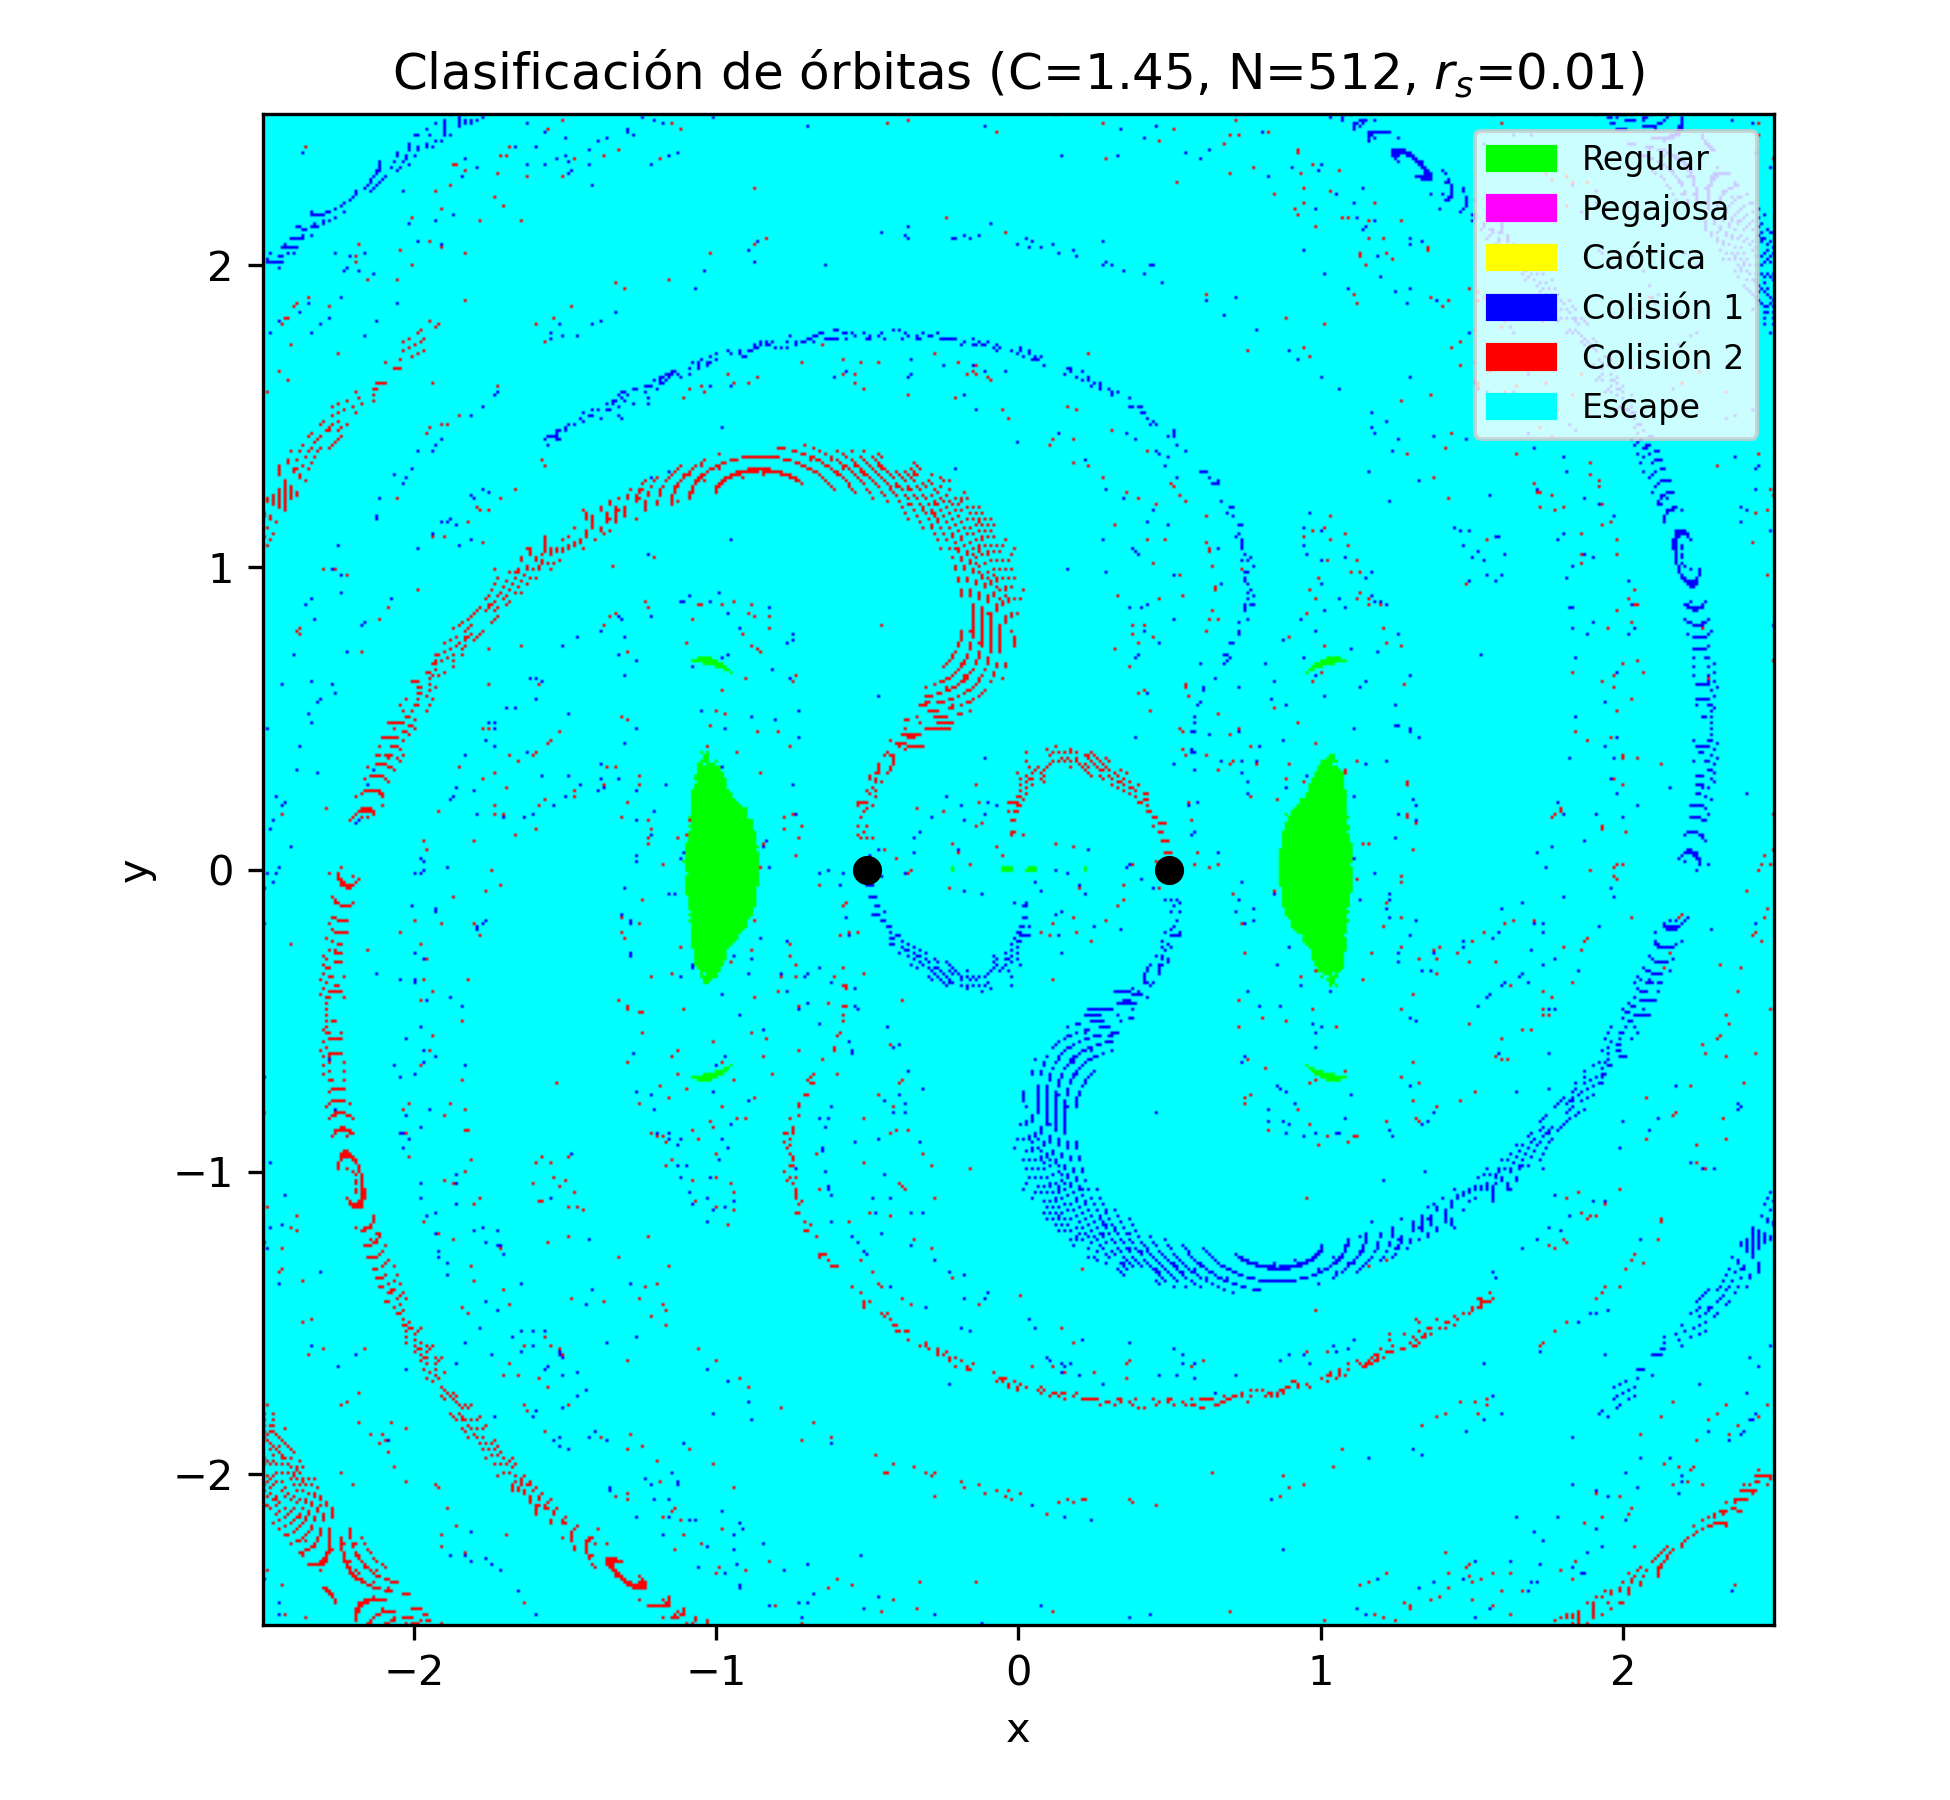 Clasificación de órbitas (C=1.45, N=512, r_s=0.01)
Regular
Pegajosa
Caótica
Colisión 1
Colisión 2
Escape
2
1
0
−1
−2
y
−2 −1 0 1 2
x